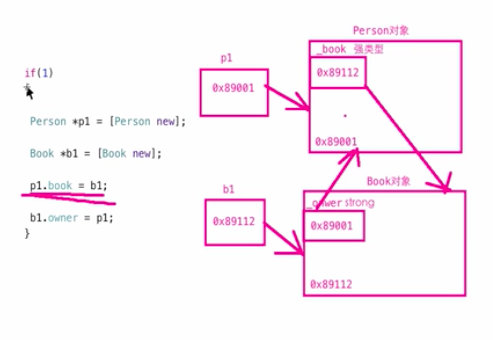 if(1)
{
Person *p1 = [Person new];
Book *b1 = [Book new];
p1.book = b1;
b1.owner = p1;
}
p1
0x89001
Person对象
_book 强类型
0x89112
0x89001
b1
0x89112
Book对象
_onwer strong
0x89001
0x89112